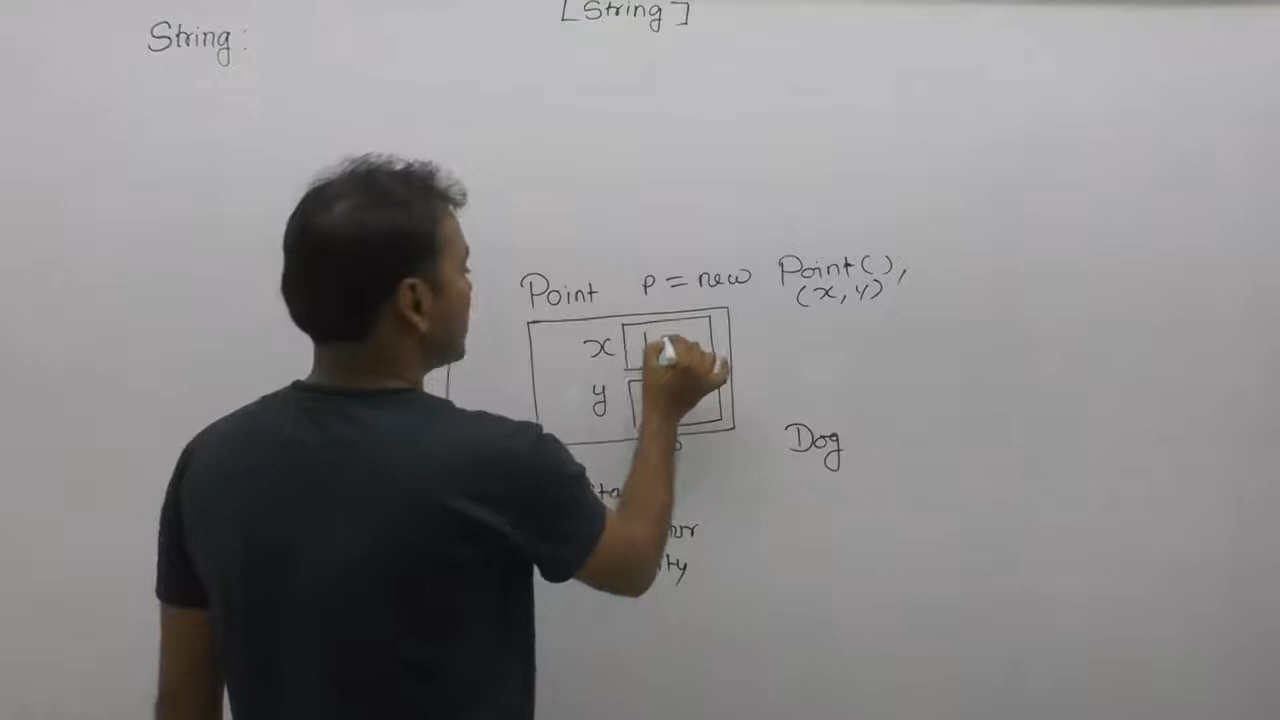 [String]
String:
Point p = new Point(),
(x, y)
x
y
Dog